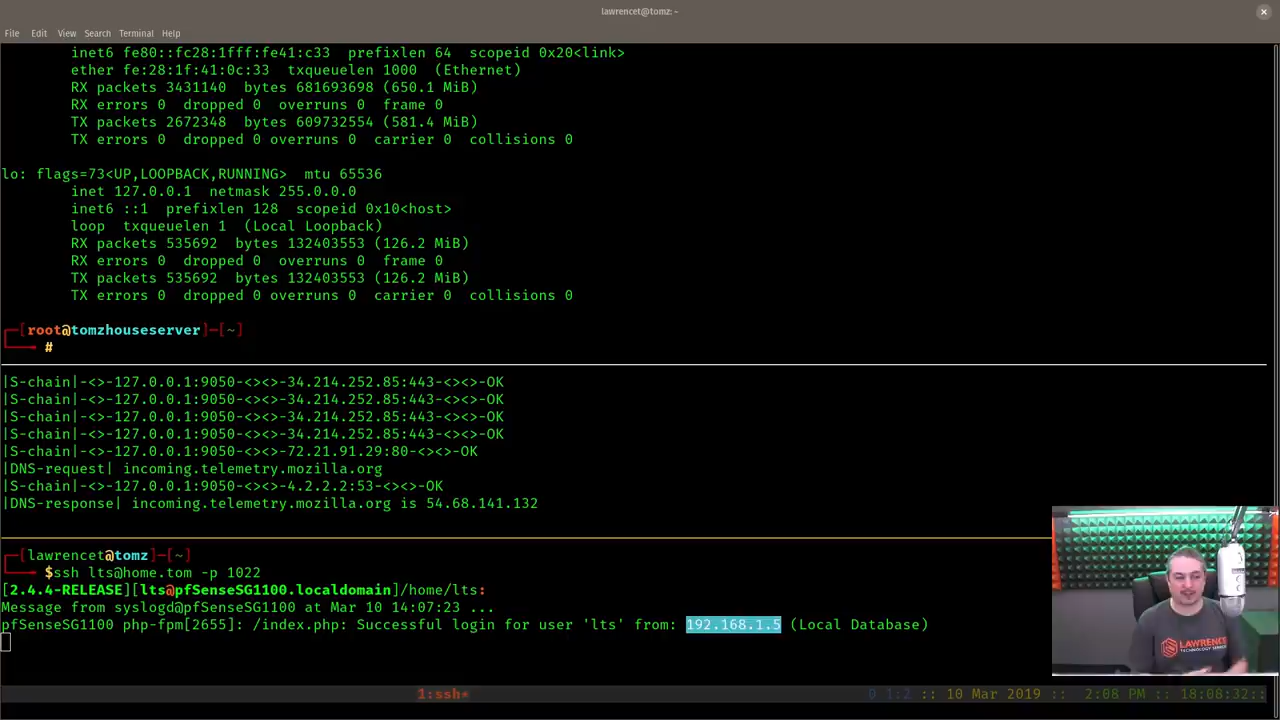 lawrencet@tomz: ~
File Edit View Search Terminal Help
inet6 fe80::fc28:1fff:fe41:c33 prefixlen 64 scopeid 0x20<link>
ether fe:28:1f:41:0c:33 txqueuelen 1000 (Ethernet)
RX packets 3431140 bytes 681693698 (650.1 MiB)
RX errors 0 dropped 0 overruns 0 frame 0
TX packets 2672348 bytes 609732554 (581.4 MiB)
TX errors 0 dropped 0 overruns 0 carrier 0 collisions 0
lo: flags=73<UP,LOOPBACK,RUNNING> mtu 65536
inet 127.0.0.1 netmask 255.0.0.0
inet6 ::1 prefixlen 128 scopeid 0x10<host>
loop txqueuelen 1 (Local Loopback)
RX packets 535692 bytes 132403553 (126.2 MiB)
RX errors 0 dropped 0 overruns 0 frame 0
TX packets 535692 bytes 132403553 (126.2 MiB)
TX errors 0 dropped 0 overruns 0 carrier 0 collisions 0
[root@tomzhouseserver]-[~]
#
|S-chain|-<>-127.0.0.1:9050-<><>-34.214.252.85:443-<><>-OK
|S-chain|-<>-127.0.0.1:9050-<><>-34.214.252.85:443-<><>-OK
|S-chain|-<>-127.0.0.1:9050-<><>-34.214.252.85:443-<><>-OK
|S-chain|-<>-127.0.0.1:9050-<><>-34.214.252.85:443-<><>-OK
|S-chain|-<>-127.0.0.1:9050-<><>-72.21.91.29:80-<><>-OK
|DNS-request| incoming.telemetry.mozilla.org
|S-chain|-<>-127.0.0.1:9050-<><>-4.2.2.2:53-<><>-OK
|DNS-response| incoming.telemetry.mozilla.org is 54.68.141.132
[lawrencet@tomz]-[~]
$ssh lts@home.tom -p 1022
[2.4.4-RELEASE][lts@pfSenseSG1100.localdomain]/home/lts:
Message from syslogd@pfSenseSG1100 at Mar 10 14:07:23 ...
pfSenseSG1100 php-fpm[2655]: /index.php: Successful login for user 'lts' from: 192.168.1.5 (Local Database)
LAWRENCE
TECHNOLOGY SERVICES
1:ssh*
0 1:2 :: 10 Mar 2019 :: 2:08 PM :: 18:08:32::